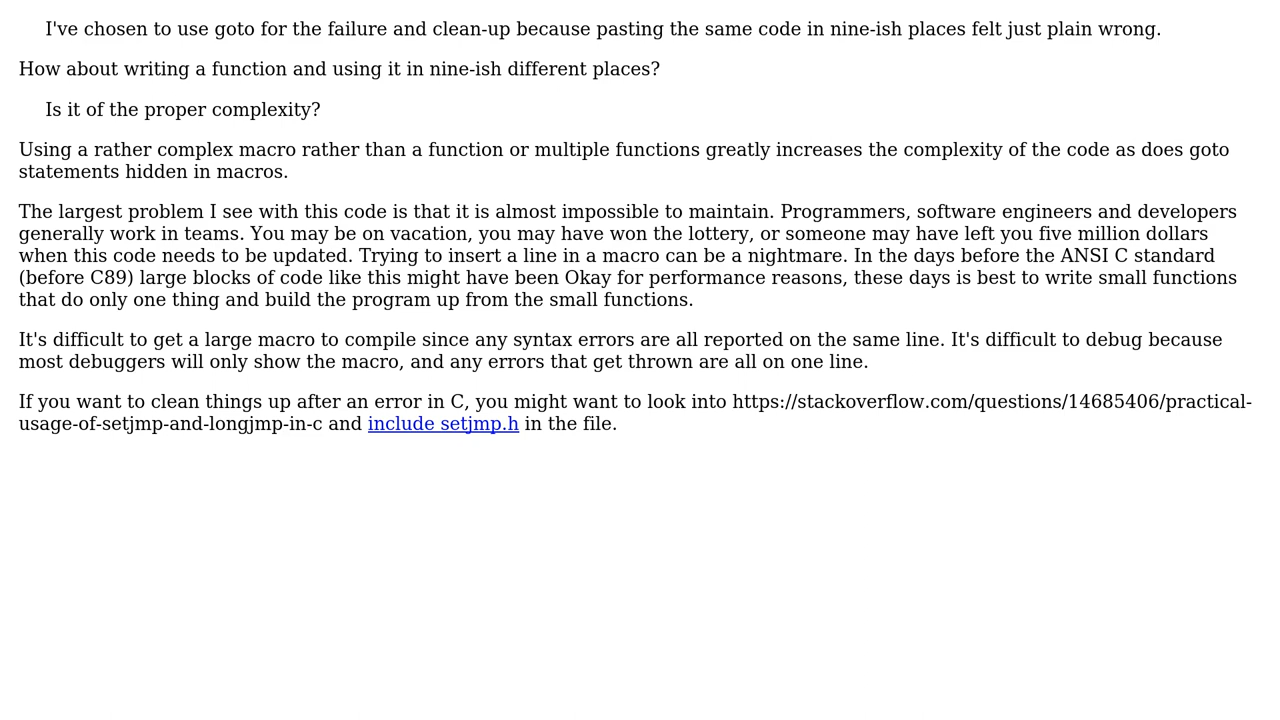 I've chosen to use goto for the failure and clean-up because pasting the same code in nine-ish places felt just plain wrong.
How about writing a function and using it in nine-ish different places?
Is it of the proper complexity?
Using a rather complex macro rather than a function or multiple functions greatly increases the complexity of the code as does goto
statements hidden in macros.
The largest problem I see with this code is that it is almost impossible to maintain. Programmers, software engineers and developers
generally work in teams. You may be on vacation, you may have won the lottery, or someone may have left you five million dollars
when this code needs to be updated. Trying to insert a line in a macro can be a nightmare. In the days before the ANSI C standard
(before C89) large blocks of code like this might have been Okay for performance reasons, these days is best to write small functions
that do only one thing and build the program up from the small functions.
It's difficult to get a large macro to compile since any syntax errors are all reported on the same line. It's difficult to debug because
most debuggers will only show the macro, and any errors that get thrown are all on one line.
If you want to clean things up after an error in C, you might want to look into https://stackoverflow.com/questions/14685406/practical-
usage-of-setjmp-and-longjmp-in-c and include setjmp.h in the file.